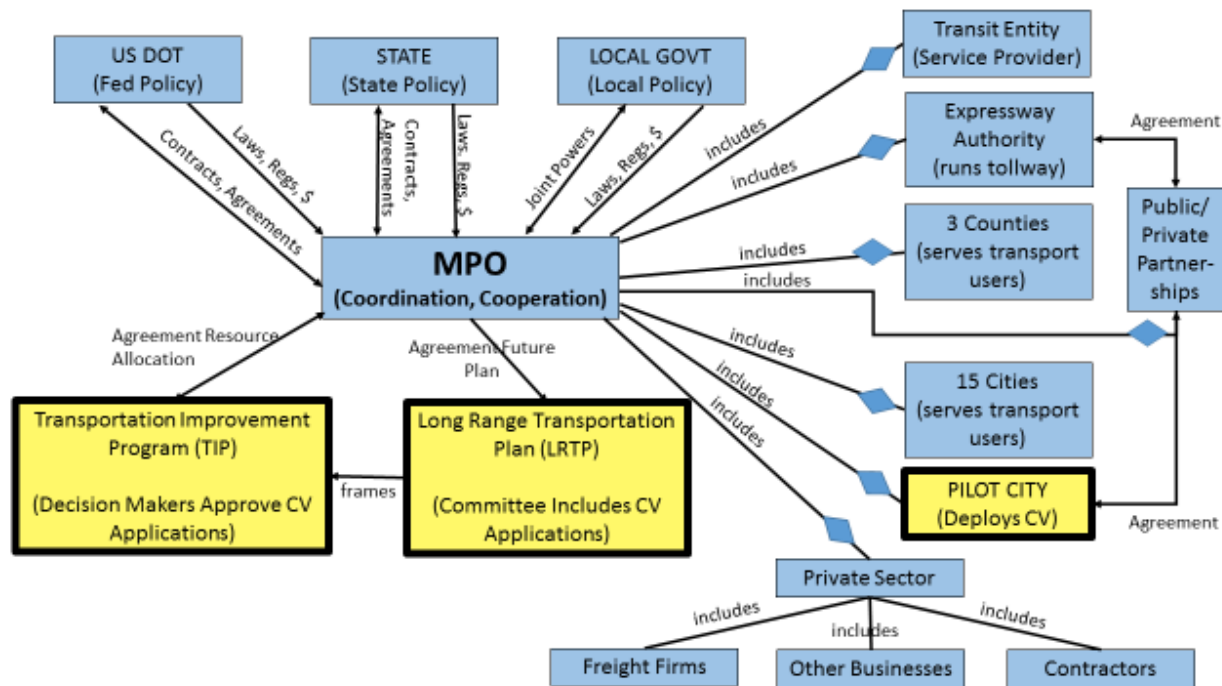 US DOT
(Fed Policy)
STATE
(State Policy)
LOCAL GOVT
(Local Policy)
Transit Entity
(Service Provider)
Expressway
Authority
(runs tollway)
Agreement
Public/
Private
Partner-
ships
3 Counties
(serves transport
users)
Contracts, Agreements
Laws, Regs, $
Contracts,
Agreements
Laws. Regs, $
Joint Powers
Laws, Regs, $
includes
includes
includes
includes
MPO
(Coordination, Cooperation)
Agreement Resource
Allocation
Agreement Future
Plan
includes
includes
includes
15 Cities
(serves transport
users)
Transportation Improvement
Program (TIP)
(Decision Makers Approve CV
Applications)
frames
Long Range Transportation
Plan (LRTP)
(Committee Includes CV
Applications)
PILOT CITY
(Deploys CV)
Agreement
Private Sector
includes
includes
includes
Freight Firms
Other Businesses
Contractors